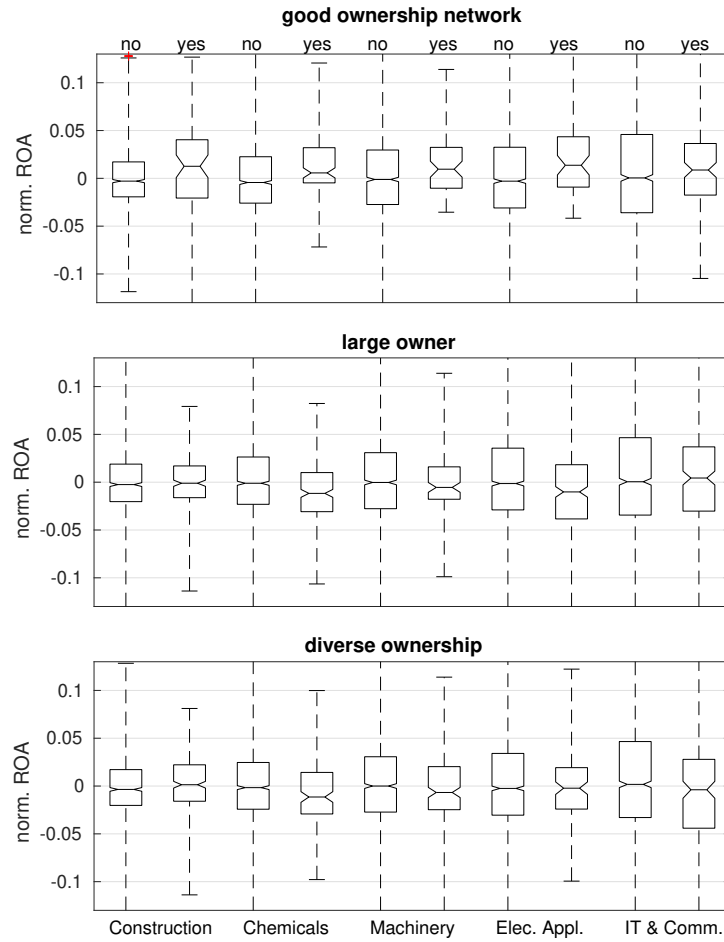 good ownership network
no yes no yes no yes no yes no yes
0.1
0.05
0
-0.05
-0.1
norm. ROA
large owner
0.1
0.05
0
-0.05
-0.1
norm. ROA
diverse ownership
0.1
0.05
0
-0.05
-0.1
norm. ROA
Construction Chemicals Machinery Elec. Appl. IT & Comm.